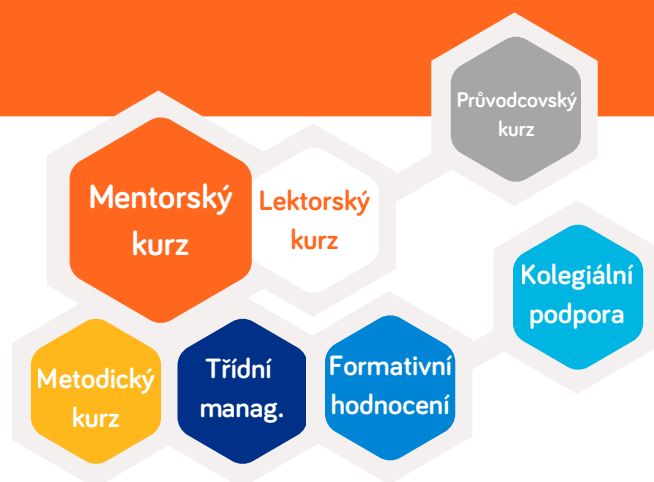 Průvodcovský
kurz
Mentorský
kurz
Lektorský
kurz
Kolegiální
podpora
Metodický
kurz
Třídní
manag.
Formativní
hodnocení